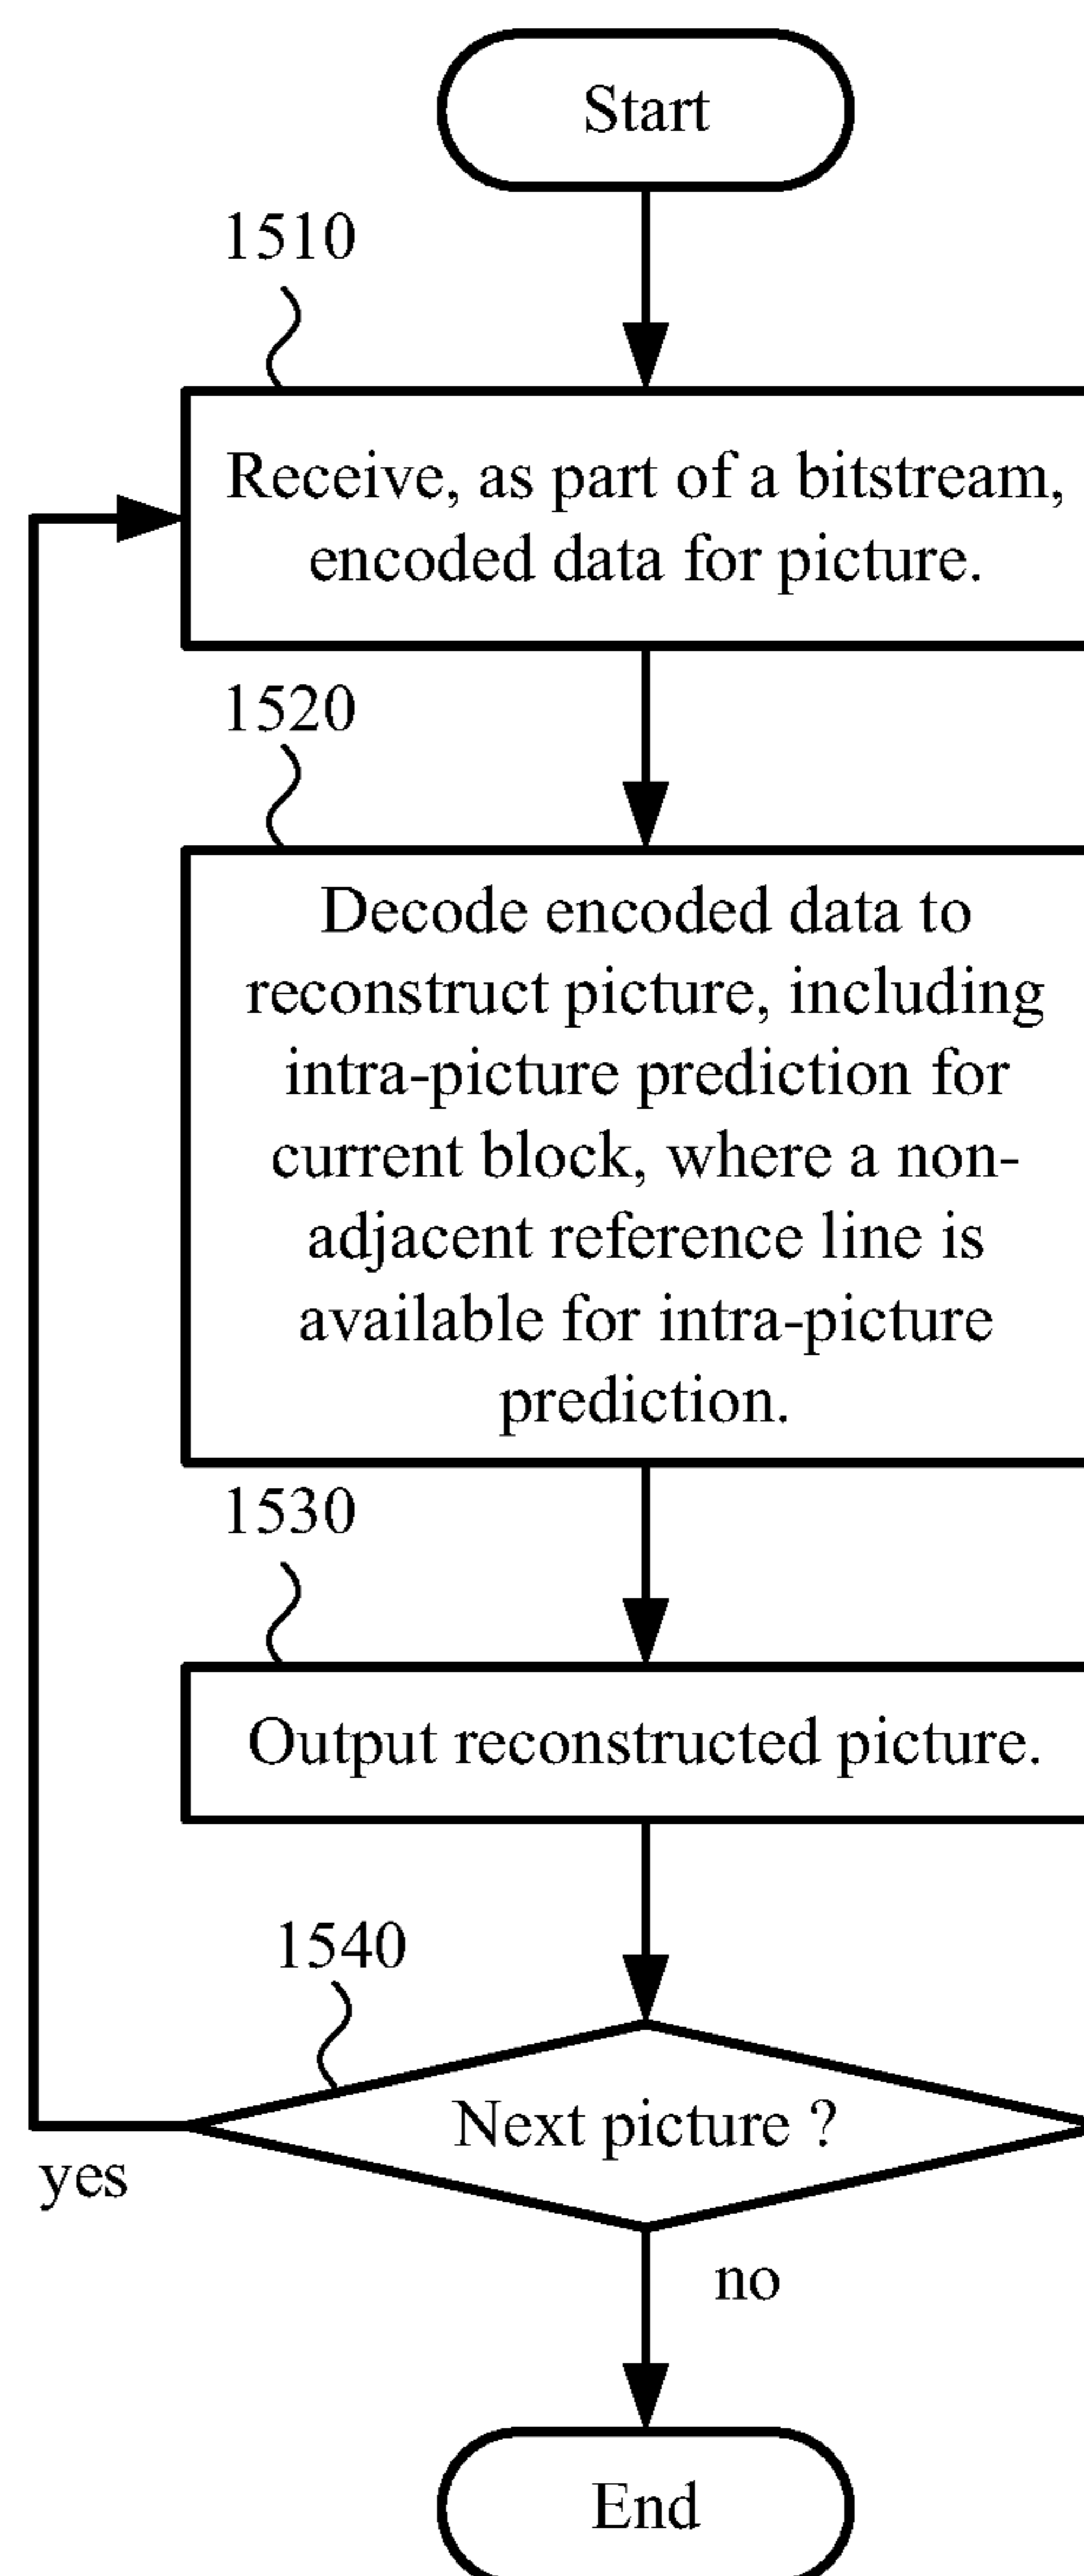 Start
1510
Receive, as part of a bitstream,
encoded data for picture.
1520
Decode encoded data to
reconstruct picture, including
intra-picture prediction for
current block, where a non-
adjacent reference line is
available for intra-picture
prediction.
1530
Output reconstructed picture.
1540
Next picture ?
yes
no
End